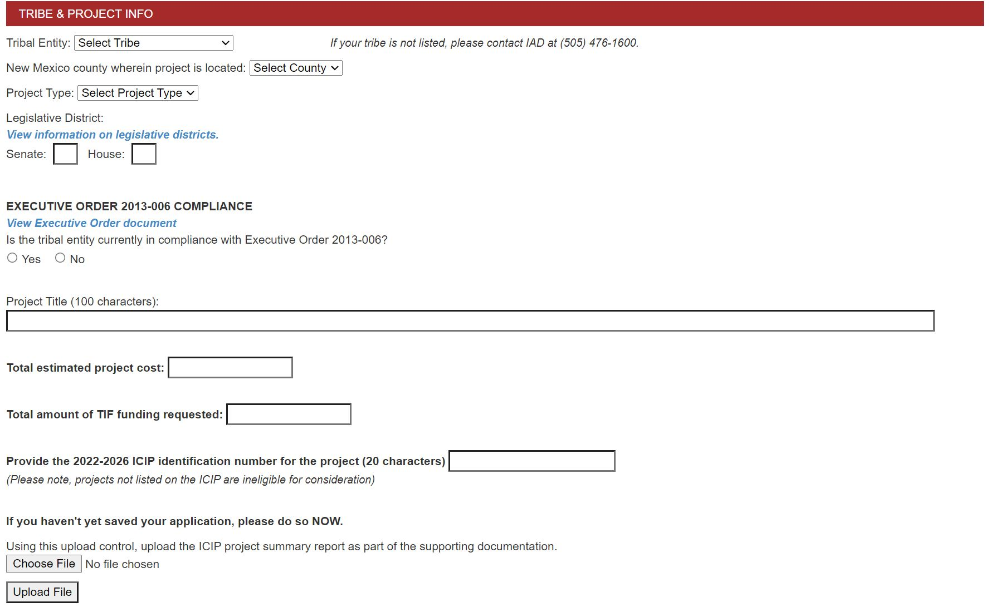 TRIBE & PROJECT INFO
Tribal Entity: Select Tribe If your tribe is not listed, please contact IAD at (505) 476-1600.
New Mexico county wherein project is located: Select County
Project Type: Select Project Type
Legislative District:
View information on legislative districts.
Senate: House:
EXECUTIVE ORDER 2013-006 COMPLIANCE
View Executive Order document
Is the tribal entity currently in compliance with Executive Order 2013-006?
Yes No
Project Title (100 characters):
Total estimated project cost:
Total amount of TIF funding requested:
Provide the 2022-2026 ICIP identification number for the project (20 characters)
(Please note, projects not listed on the ICIP are ineligible for consideration)
If you haven't yet saved your application, please do so NOW.
Using this upload control, upload the ICIP project summary report as part of the supporting documentation.
Choose File No file chosen
Upload File